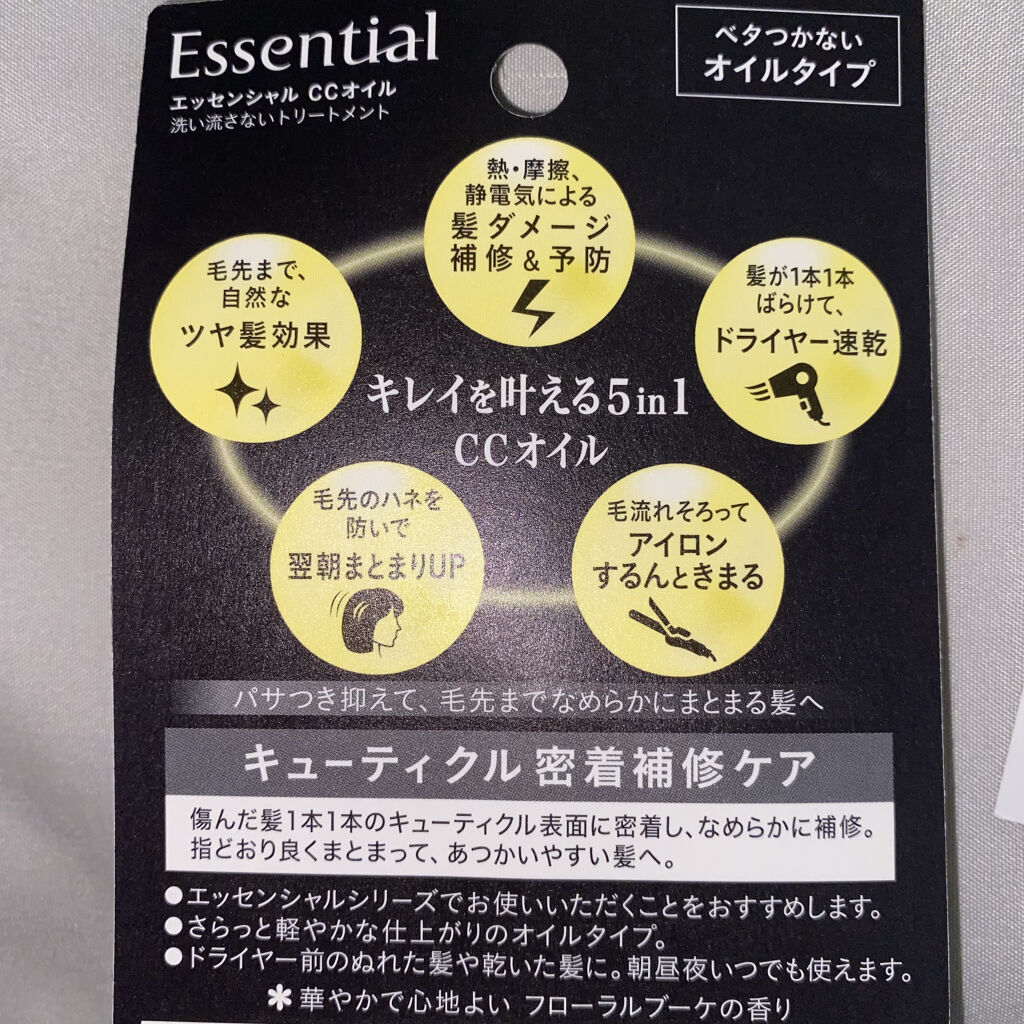 Essential
エッセンシャル CCオイル
洗い流さないトリートメント
ベタつかない
オイルタイプ
熱・摩擦、
静電気による
髪ダメージ
補修&予防
毛先まで、
自然な
ツヤ髪効果
髪が1本1本
ばらけて、
ドライヤー速乾
キレイを叶える5in1
CCオイル
毛先のハネを
防いで
翌朝まとまりUP
毛流れそろって
アイロン
するんときまる
パサつき抑えて、毛先までなめらかにまとまる髪へ
キューティクル 密着補修ケア
傷んだ髪1本1本のキューティクル表面に密着し、なめらかに補修。
指どおり良くまとまって、あつかいやすい髪へ。
●エッセンシャルシリーズでお使いいただくことをおすすめします。
●さらっと軽やかな仕上がりのオイルタイプ。
●ドライヤー前のぬれた髪や乾いた髪に。朝昼夜いつでも使えます。
＊華やかで心地よい フローラルブーケの香り